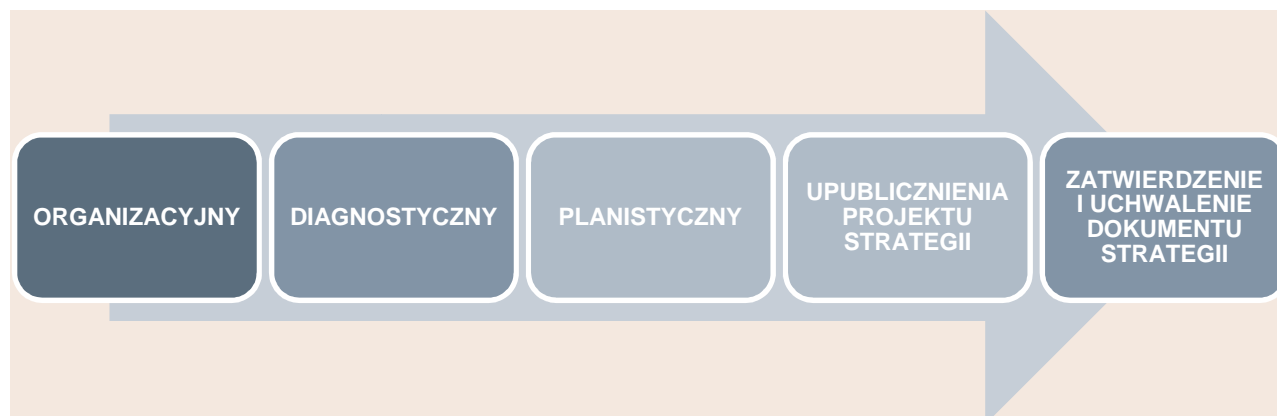 ORGANIZACYJNY
DIAGNOSTYCZNY
PLANISTYCZNY
UPUBLICZNIENIA
PROJEKTU
STRATEGII
ZATWIERDZENIE
I UCHWALENIE
DOKUMENTU
STRATEGII